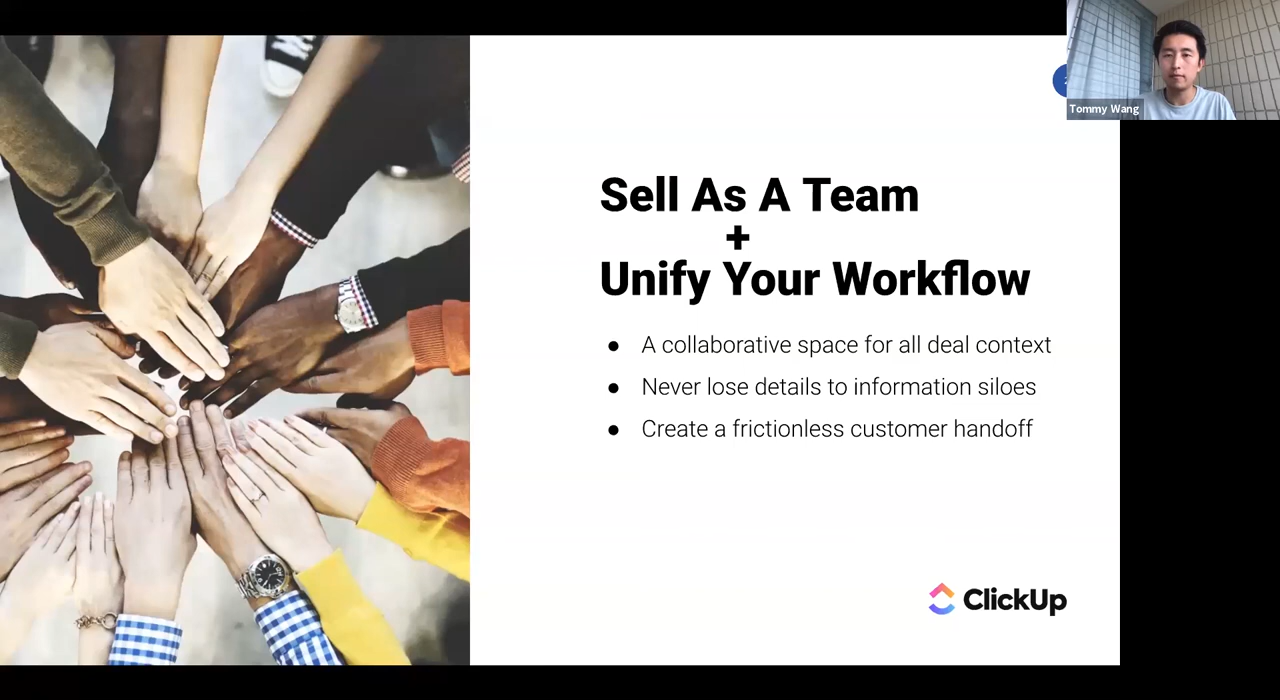 Tommy Wang
Sell As A Team
+
Unify Your Workflow
● A collaborative space for all deal context
● Never lose details to information siloes
● Create a frictionless customer handoff
ClickUp